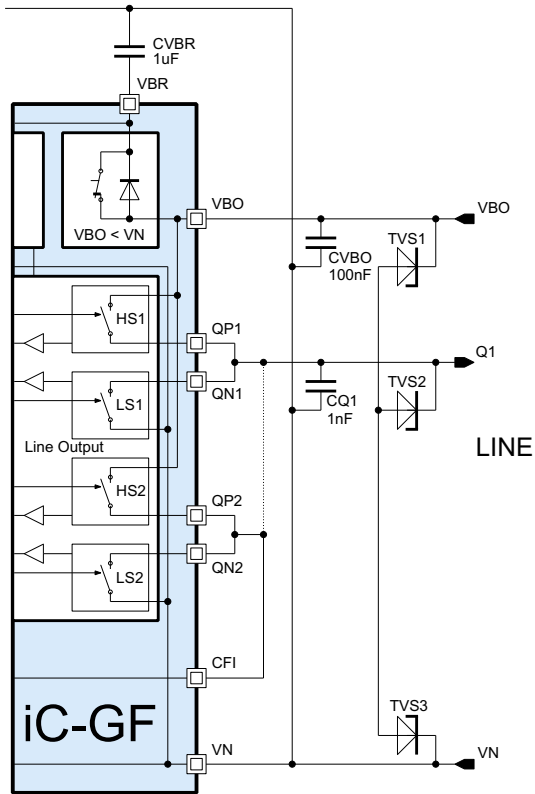 CVBR
1uF
VBR
VBO
VBO
VBO < VN
TVS1
CVBO
100nF
HS1
QP1
Q1
TVS2
QN1
LS1
CQ1
1nF
Line Output
LINE
HS2
QP2
QN2
LS2
CFI
iC-GF
TVS3
VN
VN